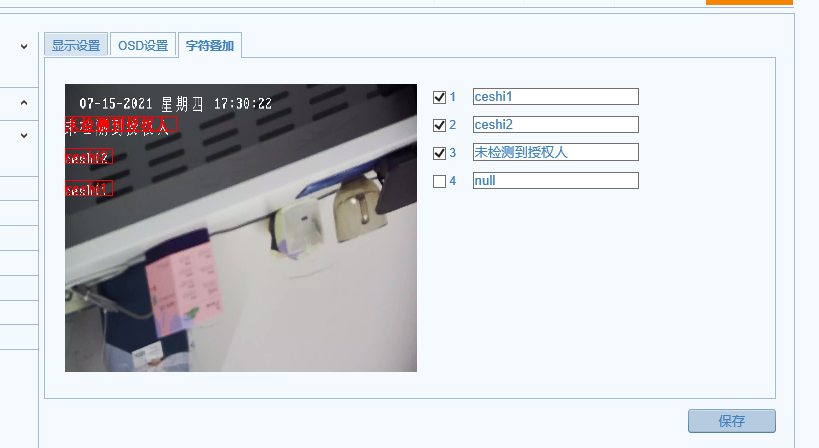 显示设置
OSD设置
字符叠加
07-15-2021 星期四 17:30:22
未检测到授权人
ceshi2
ceshi1
1 ceshi1
2 ceshi2
3 未检测到授权人
4 null
保存